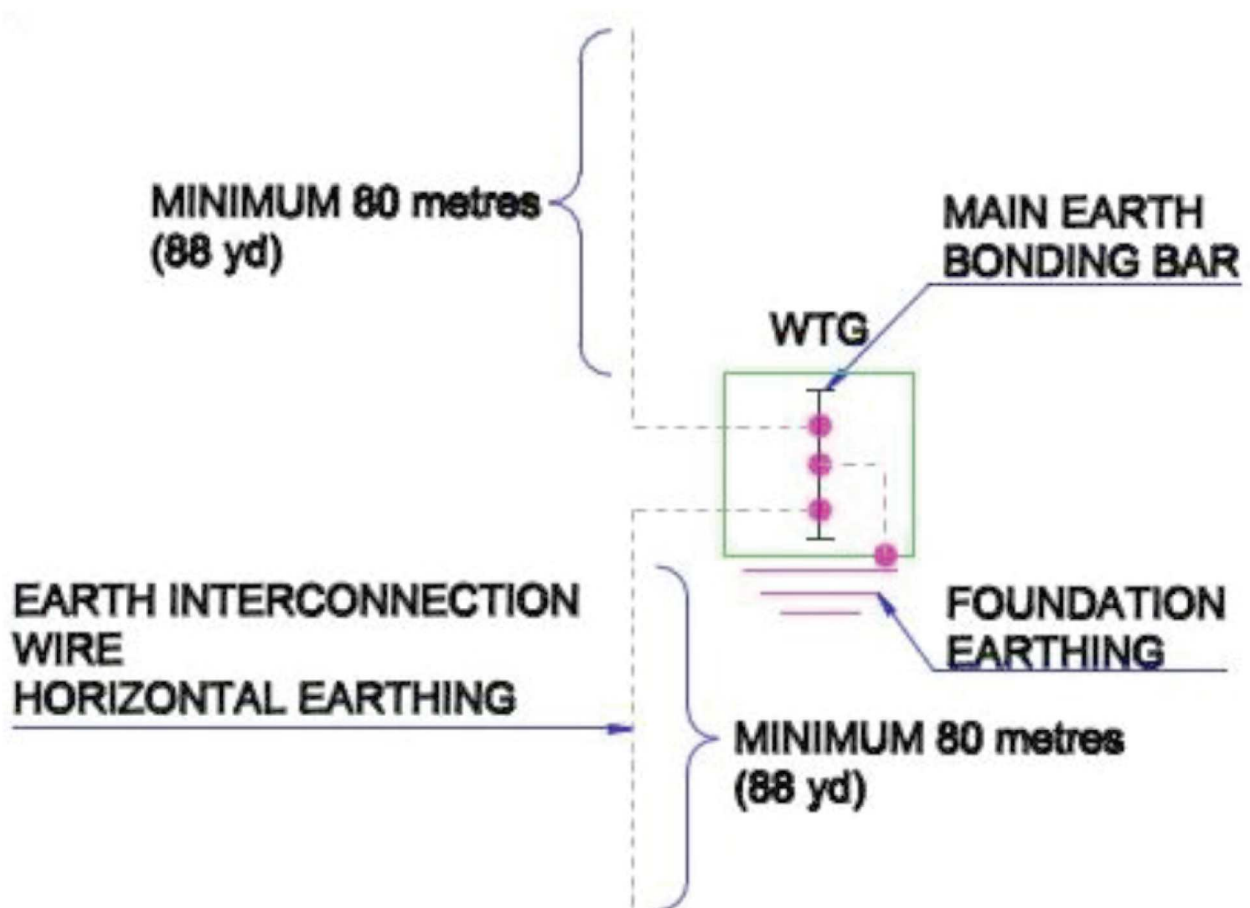 MINIMUM 80 metres
(88 yd)
MAIN EARTH
BONDING BAR
WTG
EARTH INTERCONNECTION
WIRE
HORIZONTAL EARTHING
FOUNDATION
EARTHING
MINIMUM 80 metres
(88 yd)